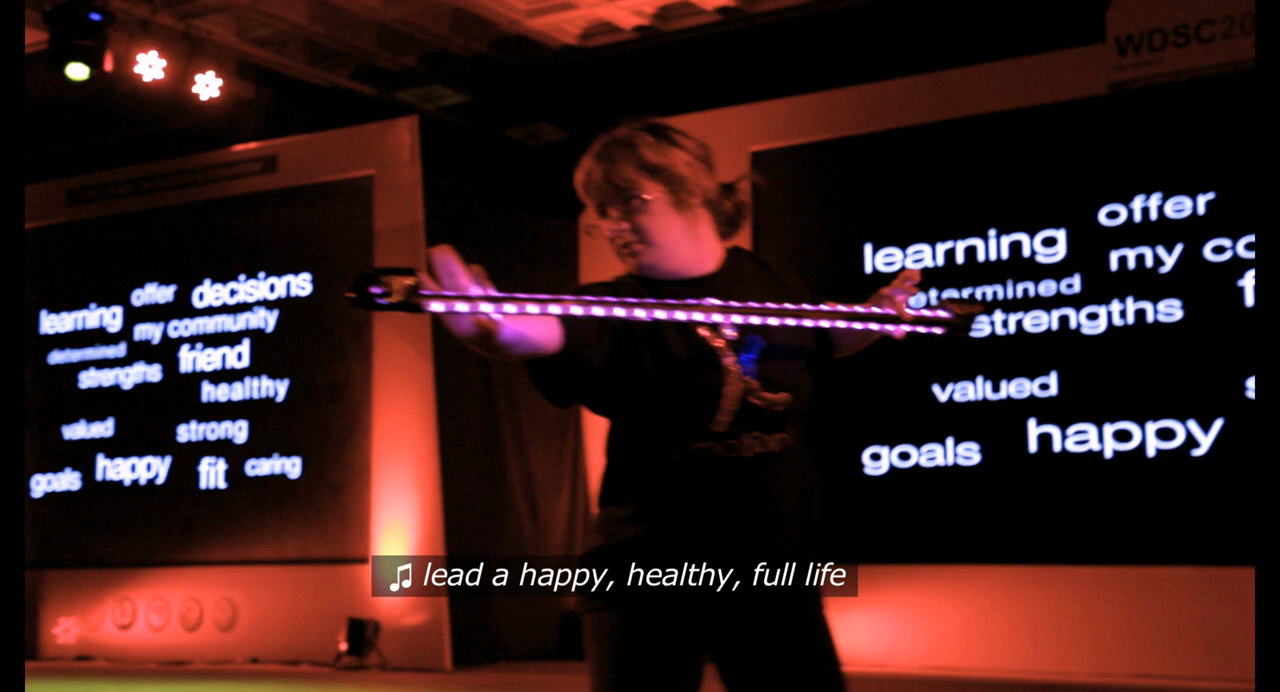 WDSC20
learning offer decisions
my community
determined
friend
strengths
healthy
valued strong
goals happy fit caring
offer
learning my co
etermined
strengths f
valued s
goals happy
♫ lead a happy, healthy, full life